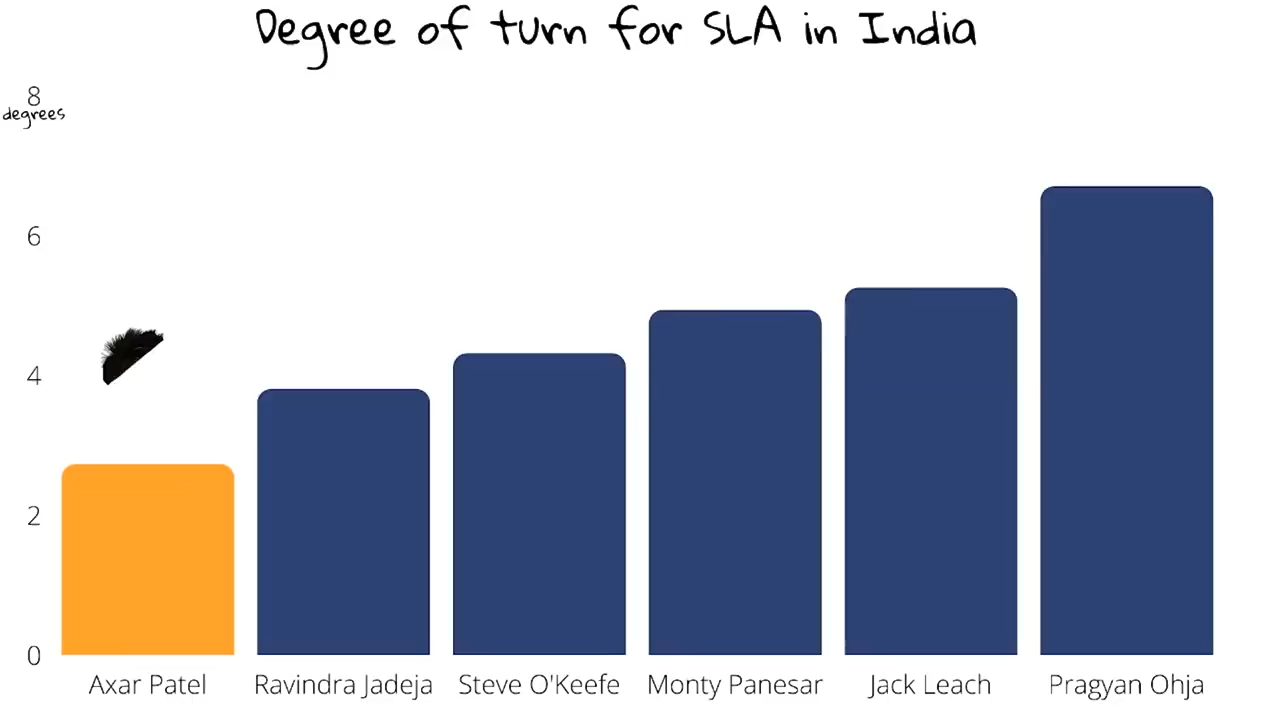 Degree of turn for SLA in India
8
degrees
6
4
2
0
Axar Patel Ravindra Jadeja Steve O'Keefe Monty Panesar Jack Leach Pragyan Ohja